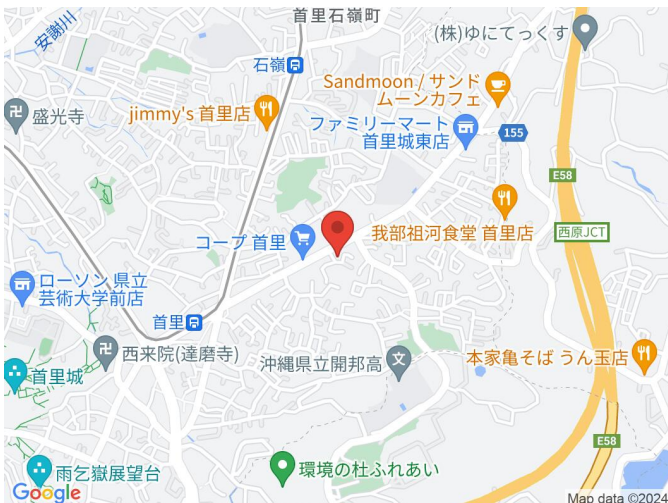 首里石嶺町
安謝川
(株)ゆにてっくす
石嶺
Sandmoon / サンド
ムーンカフェ
盛光寺
jimmy's 首里店
ファミリーマート
首里城東店
155
E58
我部祖河食堂 首里店
西原JCT
コープ 首里
ローソン 県立
芸術大学前店
首里
西来院(達磨寺)
沖縄県立開邦高
文
本家亀そば うん玉店
首里城
E58
雨乞嶽展望台
環境の杜ふれあい
Google
Map data ©2024